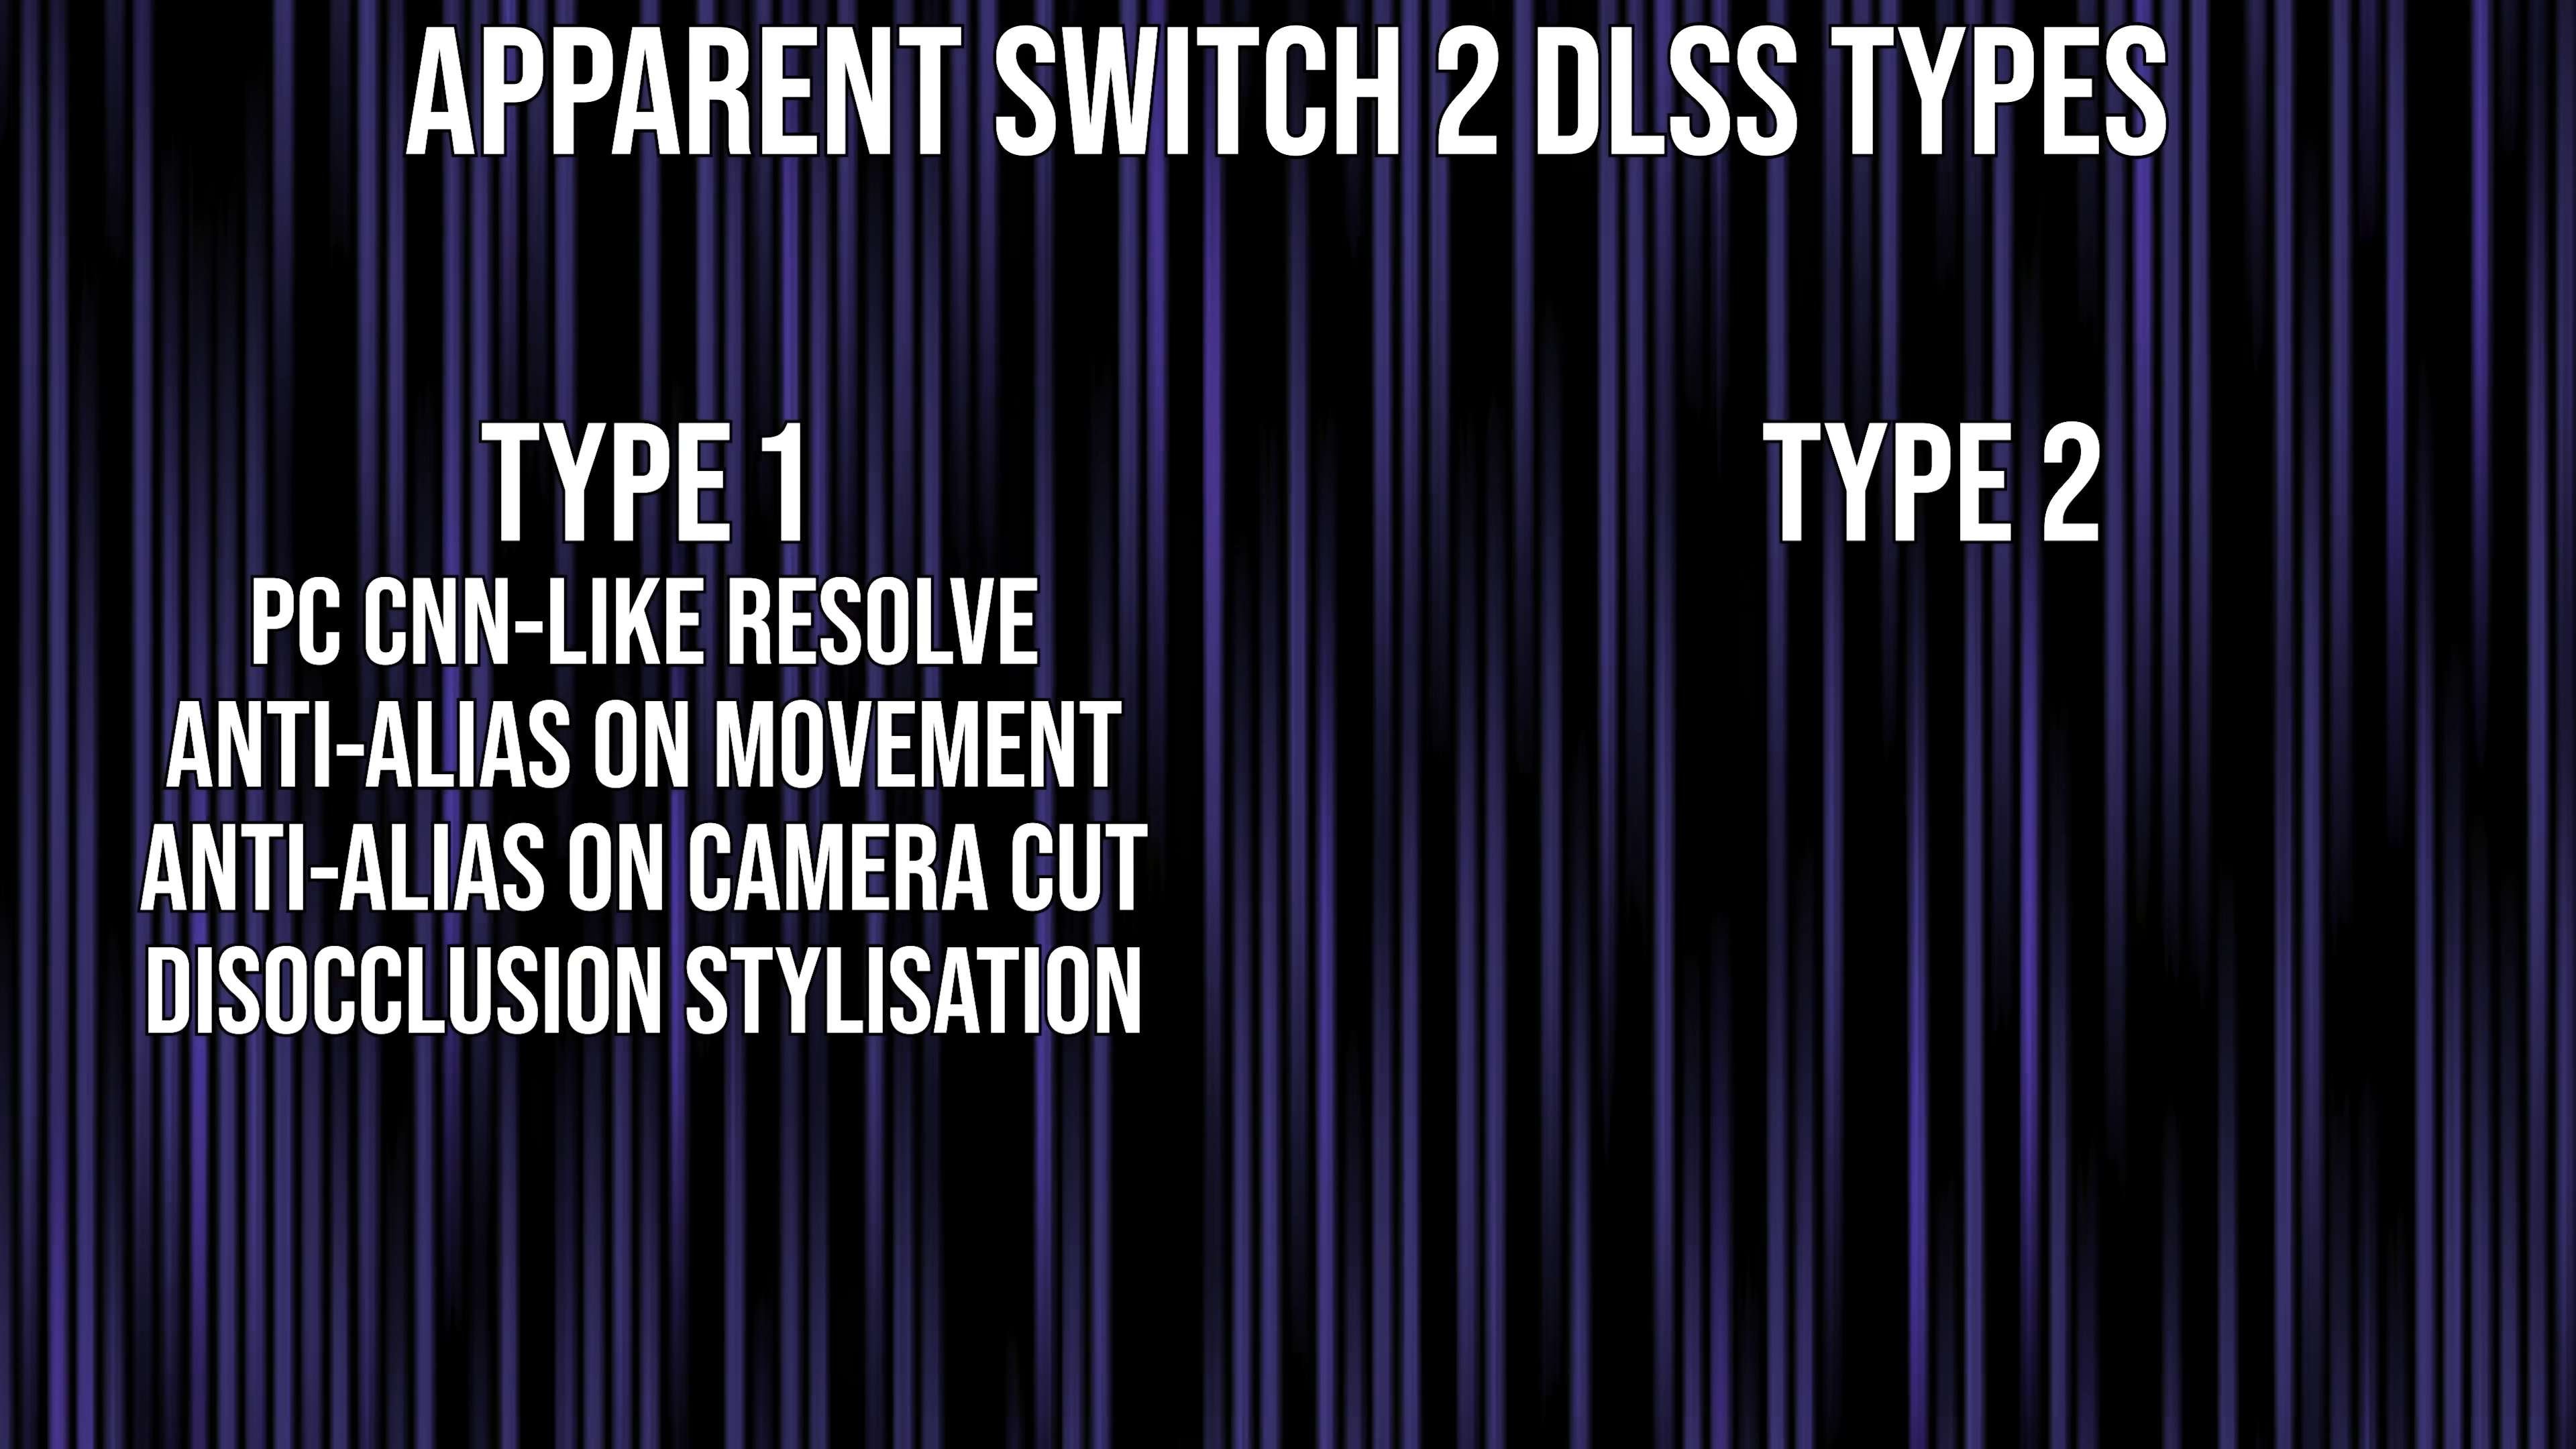 APPARENT SWITCH 2 DLSS TYPES
TYPE 1
PC CNN-LIKE RESOLVE
ANTI-ALIAS ON MOVEMENT
ANTI-ALIAS ON CAMERA CUT
DISOCCLUSION STYLISATION
TYPE 2